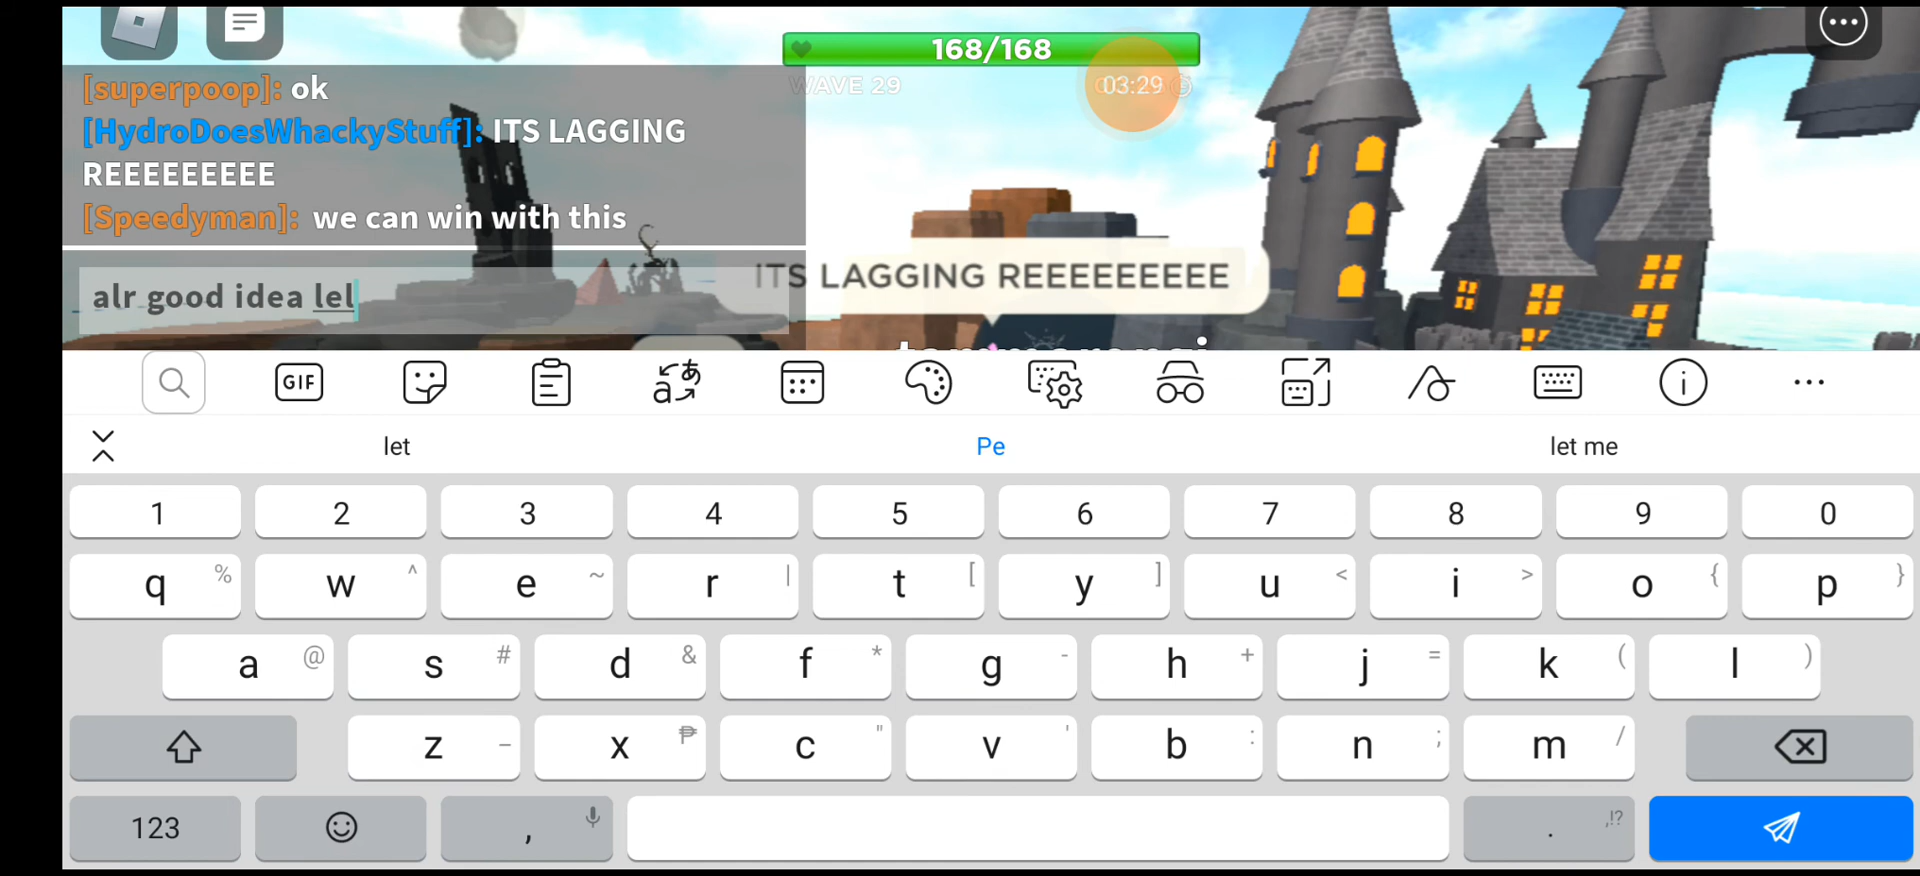 168/168
WAVE 29
03:29
[superpoop]: ok
[HydroDoesWhackyStuff]: ITS LAGGING
REEEEEEEEE
[Speedyman]: we can win with this
ITS LAGGING REEEEEEEEE
alr good idea lel
GIF
let Pe let me
1 2 3 4 5 6 7 8 9 0
q % w ^ e ~ r | t [ y ] u < i > o { p }
a @ s # d & f * g - h + j = k ( l )
z – x ₱ c " v ' b : n ; m /
123 , . ,!?